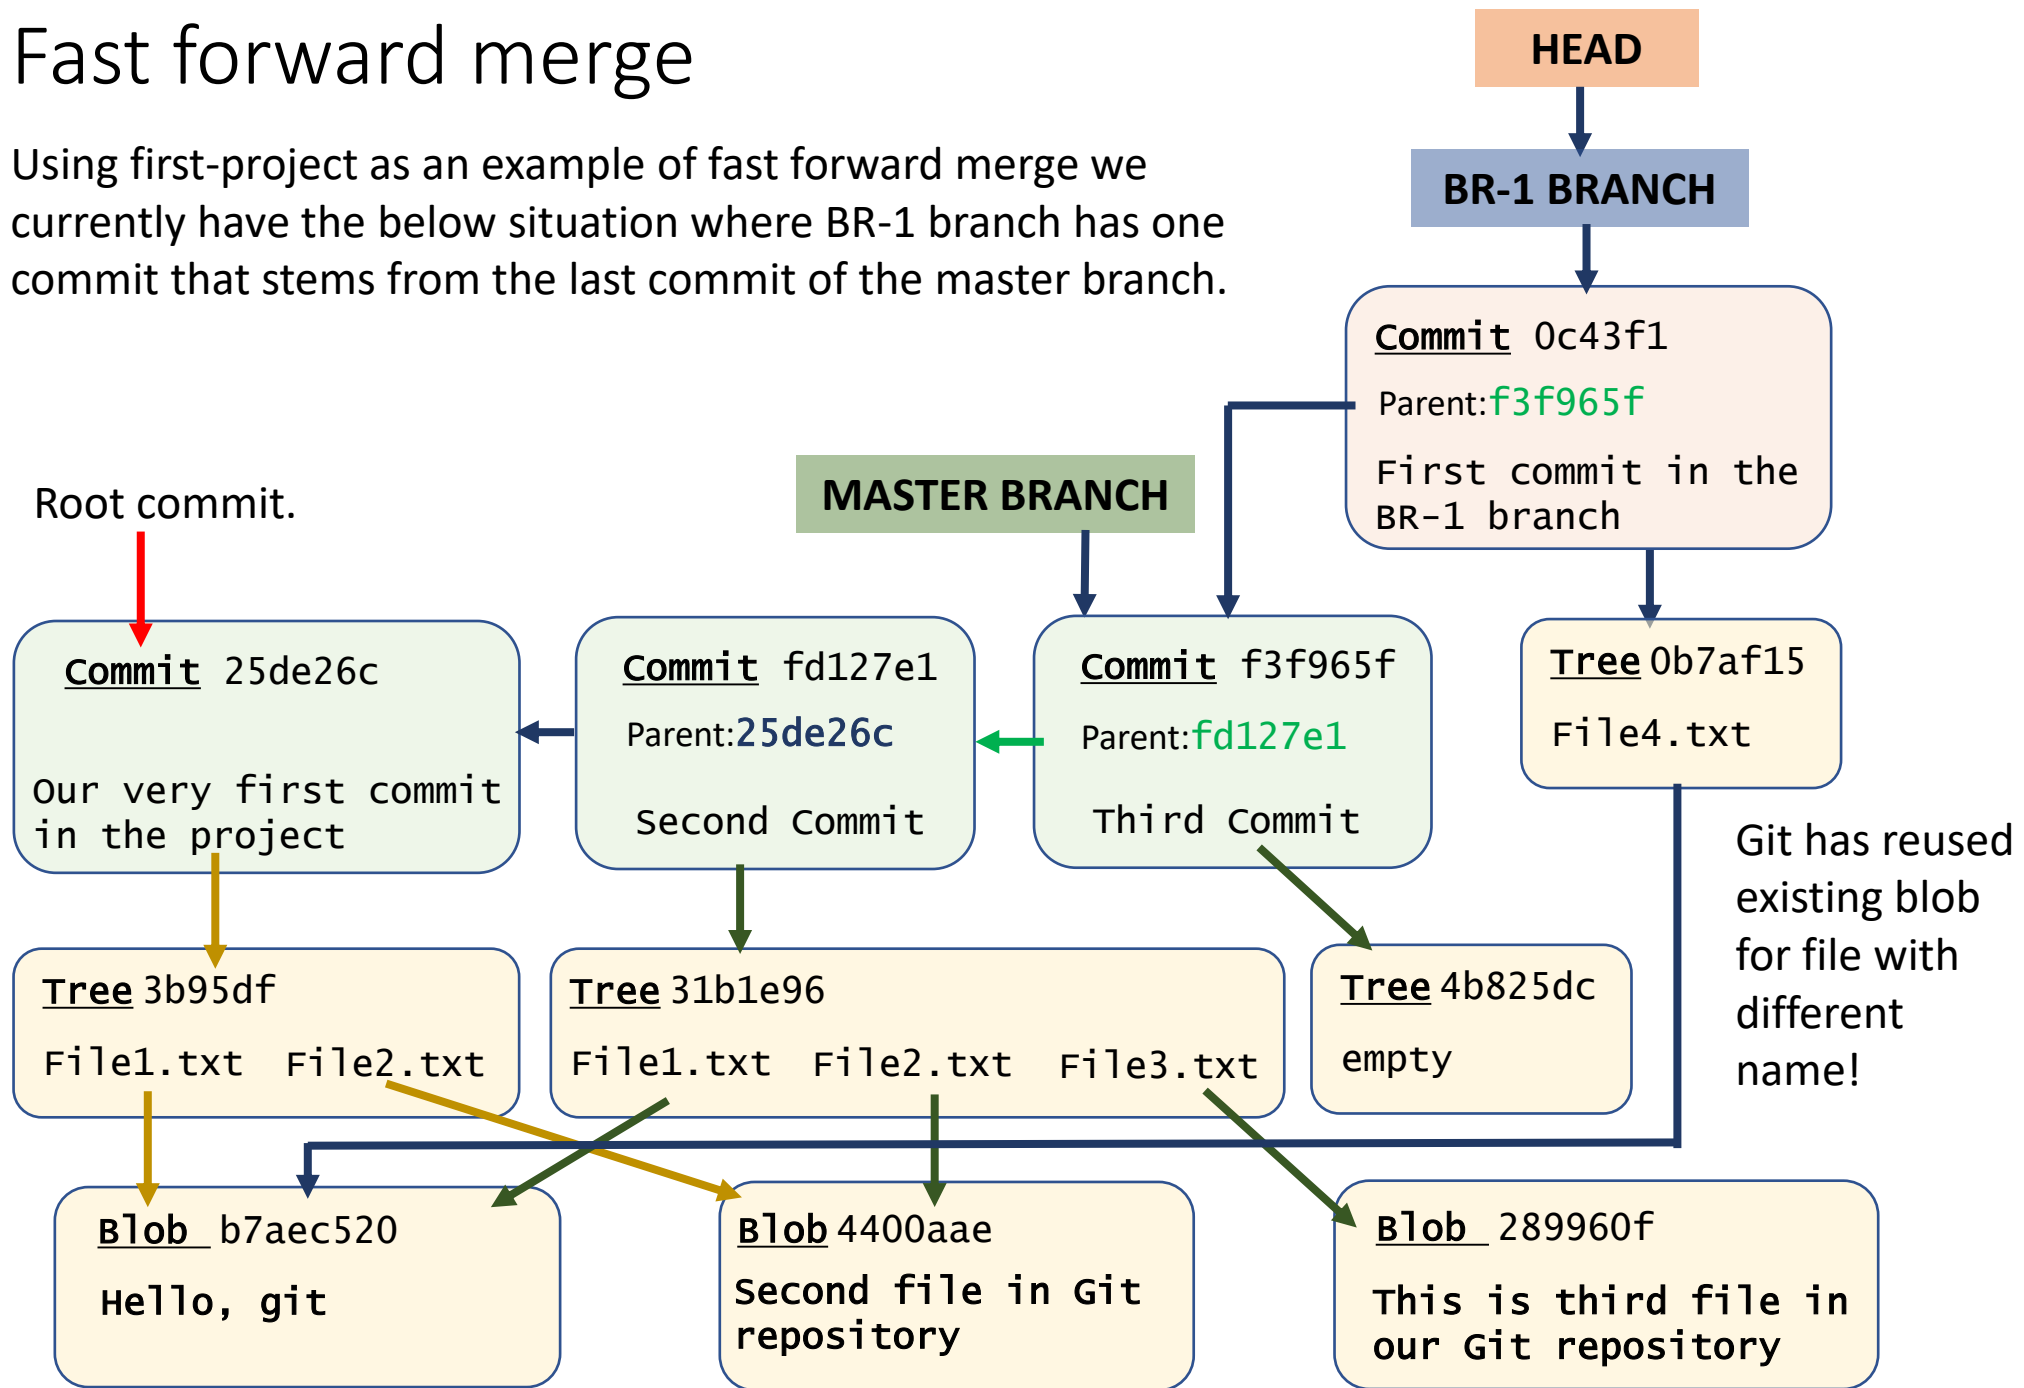 Fast forward merge
HEAD
Using first-project as an example of fast forward merge we
currently have the below situation where BR-1 branch has one
commit that stems from the last commit of the master branch.
BR-1 BRANCH
Commit 0c43f1
Parent:f3f965f
First commit in the
BR-1 branch
MASTER BRANCH
Root commit.
Commit 25de26c
Our very first commit
in the project
Commit fd127e1
Parent:25de26c
Second Commit
Commit f3f965f
Parent:fd127e1
Third Commit
Tree 0b7af15
File4.txt
Git has reused
existing blob
for file with
different
name!
Tree 3b95df
File1.txt File2.txt
Tree 31b1e96
File1.txt File2.txt File3.txt
Tree 4b825dc
empty
Blob b7aec520
Hello, git
Blob 4400aae
Second file in Git
repository
Blob 289960f
This is third file in
our Git repository